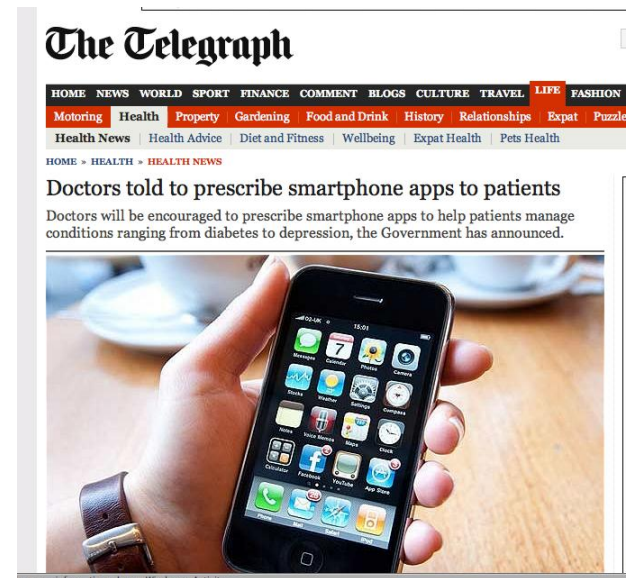 The Telegraph
HOME NEWS WORLD SPORT FINANCE COMMENT BLOGS CULTURE TRAVEL LIFE FASHION
Motoring Health Property Gardening Food and Drink History Relationships Expat Puzzle
Health News Health Advice Diet and Fitness Wellbeing Expat Health Pets Health
HOME » HEALTH » HEALTH NEWS
Doctors told to prescribe smartphone apps to patients
Doctors will be encouraged to prescribe smartphone apps to help patients manage
conditions ranging from diabetes to depression, the Government has announced.
O2-UK 15:01
7
Messages Calendar Photos Camera
Stocks Weather Settings Compass
Notes Voice Memos Maps Clock
Calculator Facebook YouTube App Store
Phone Mail Safari iPod